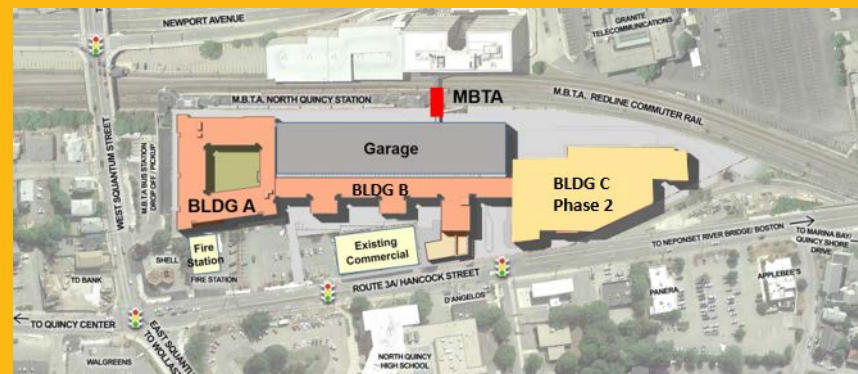 NEWPORT AVENUE
GRANITE
TELECOMMUNICATIONS
M.B.T.A. NORTH QUINCY STATION
MBTA
M.B.T.A. REDLINE COMMUTER RAIL
WEST SQUANTUM STREET
M.B.T.A BUS STATION
DROP OFF / PICKUP
Garage
BLDG A
BLDG B
BLDG C
Phase 2
Fire
Station
Existing
Commercial
SHELL
FIRE STATION
TD BANK
ROUTE 3A/ HANCOCK STREET
TO NEPONSET RIVER BRIDGE/ BOSTON
TO MARINA BAY/
QUINCY SHORE
DRIVE
D'ANGELOS
PANERA
APPLEBEE'S
TO QUINCY CENTER
EAST SQUANTUM
TO WOLLAST
WALGREENS
NORTH QUINCY
HIGH SCHOOL